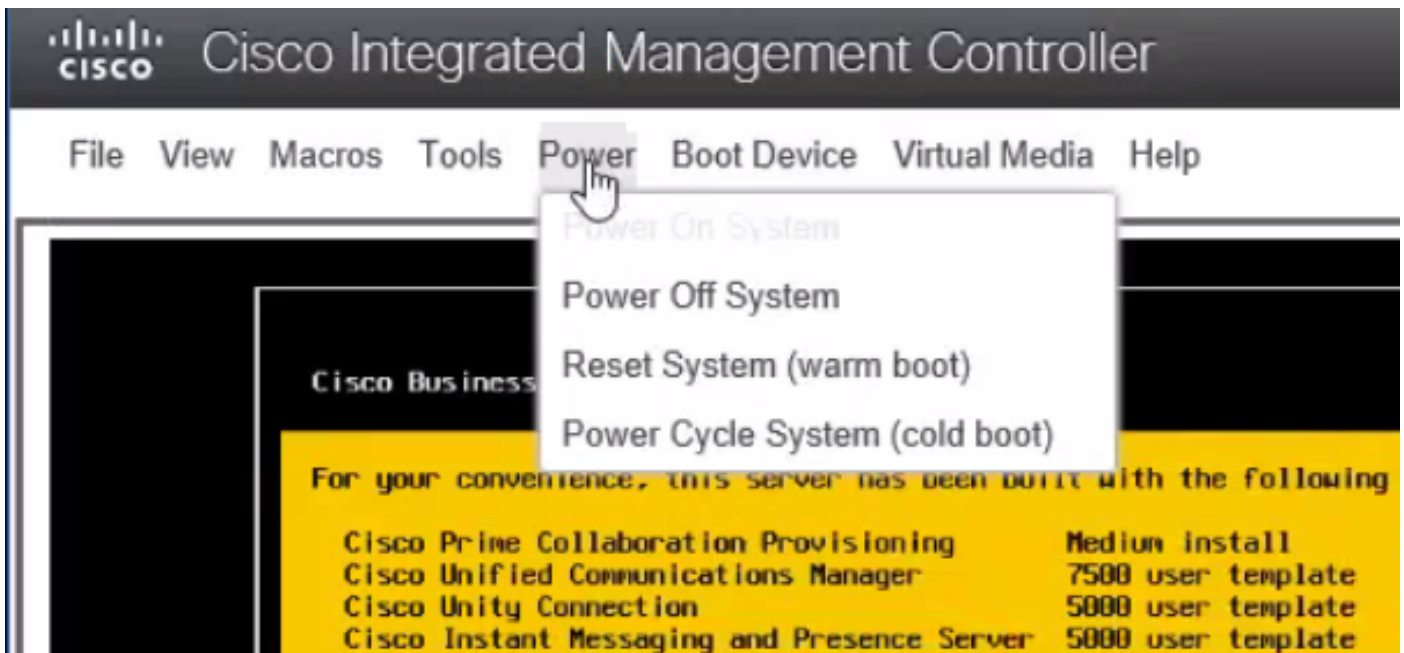 CISCO Cisco Integrated Management Controller
File View Macros Tools Power Boot Device Virtual Media Help
Power On System
Power Off System
Reset System (warm boot)
Power Cycle System (cold boot)
Cisco Business
For your convenience, this server has been built with the following
Cisco Prime Collaboration Provisioning Medium install
Cisco Unified Communications Manager 7500 user template
Cisco Unity Connection 5000 user template
Cisco Instant Messaging and Presence Server 5000 user template